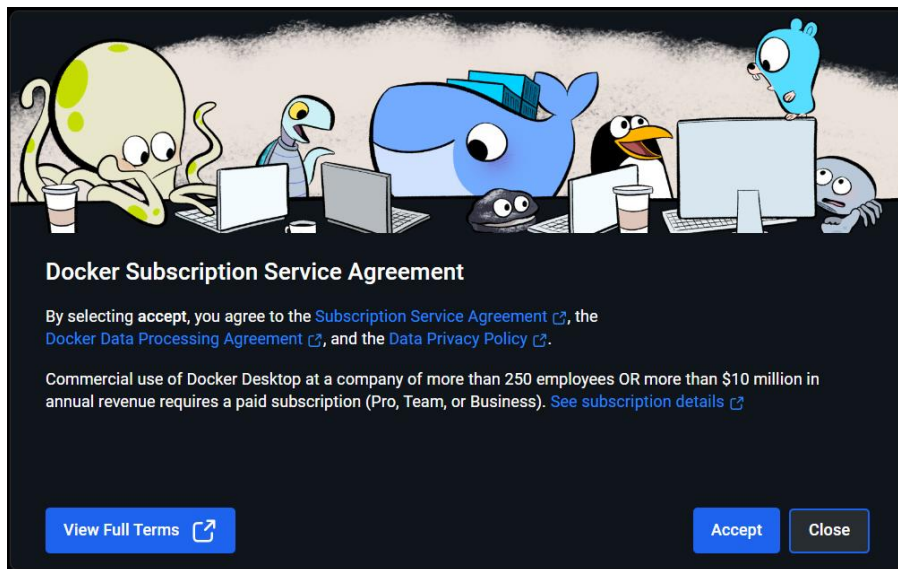 Docker Subscription Service Agreement
By selecting accept, you agree to the Subscription Service Agreement, the
Docker Data Processing Agreement, and the Data Privacy Policy.
Commercial use of Docker Desktop at a company of more than 250 employees OR more than $10 million in
annual revenue requires a paid subscription (Pro, Team, or Business). See subscription details
View Full Terms
Accept
Close